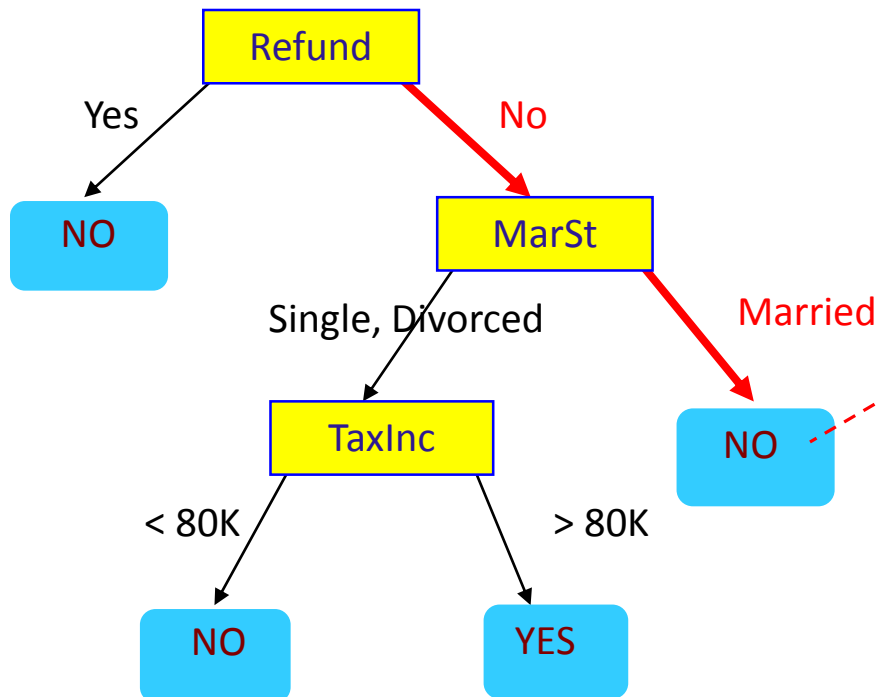 Refund
Yes
No
NO
MarSt
Single, Divorced
Married
TaxInc
NO
< 80K
> 80K
NO
YES